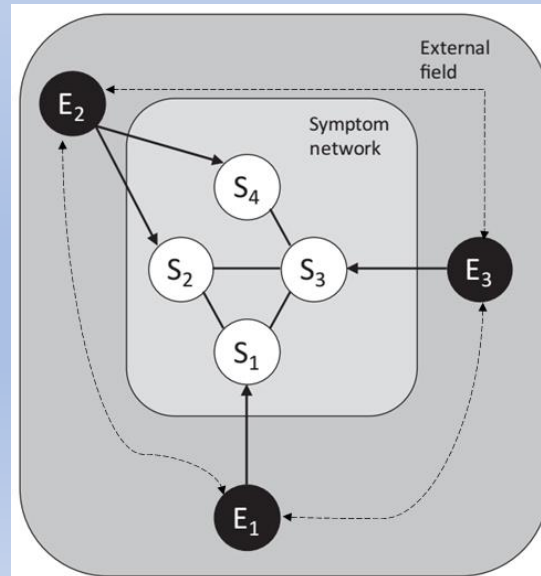 External
field
E₂
Symptom
network
S₄
S₂
S₃
E₃
S₁
E₁